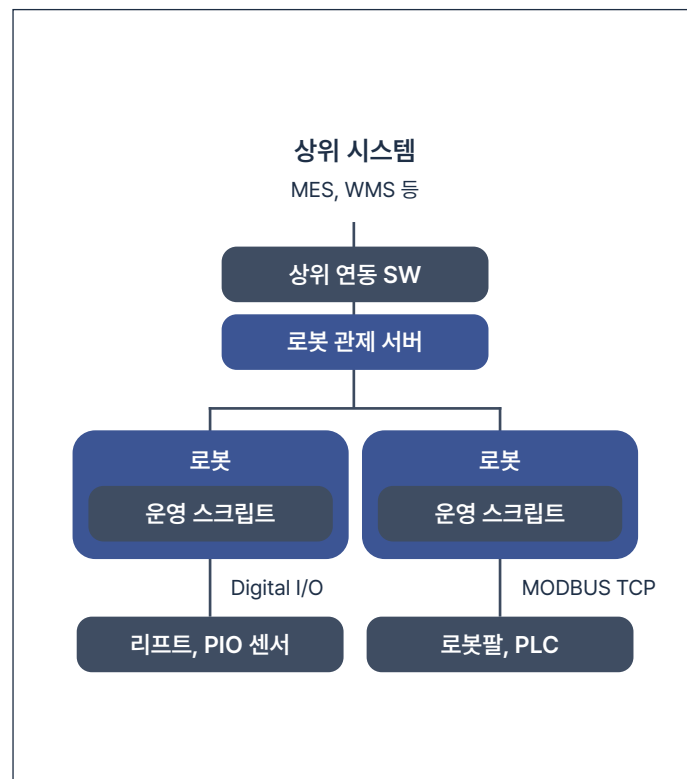 상위 시스템
MES, WMS 등
상위 연동 SW
로봇 관제 서버
로봇
운영 스크립트
로봇
운영 스크립트
Digital I/O
MODBUS TCP
리프트, PIO 센서
로봇팔, PLC